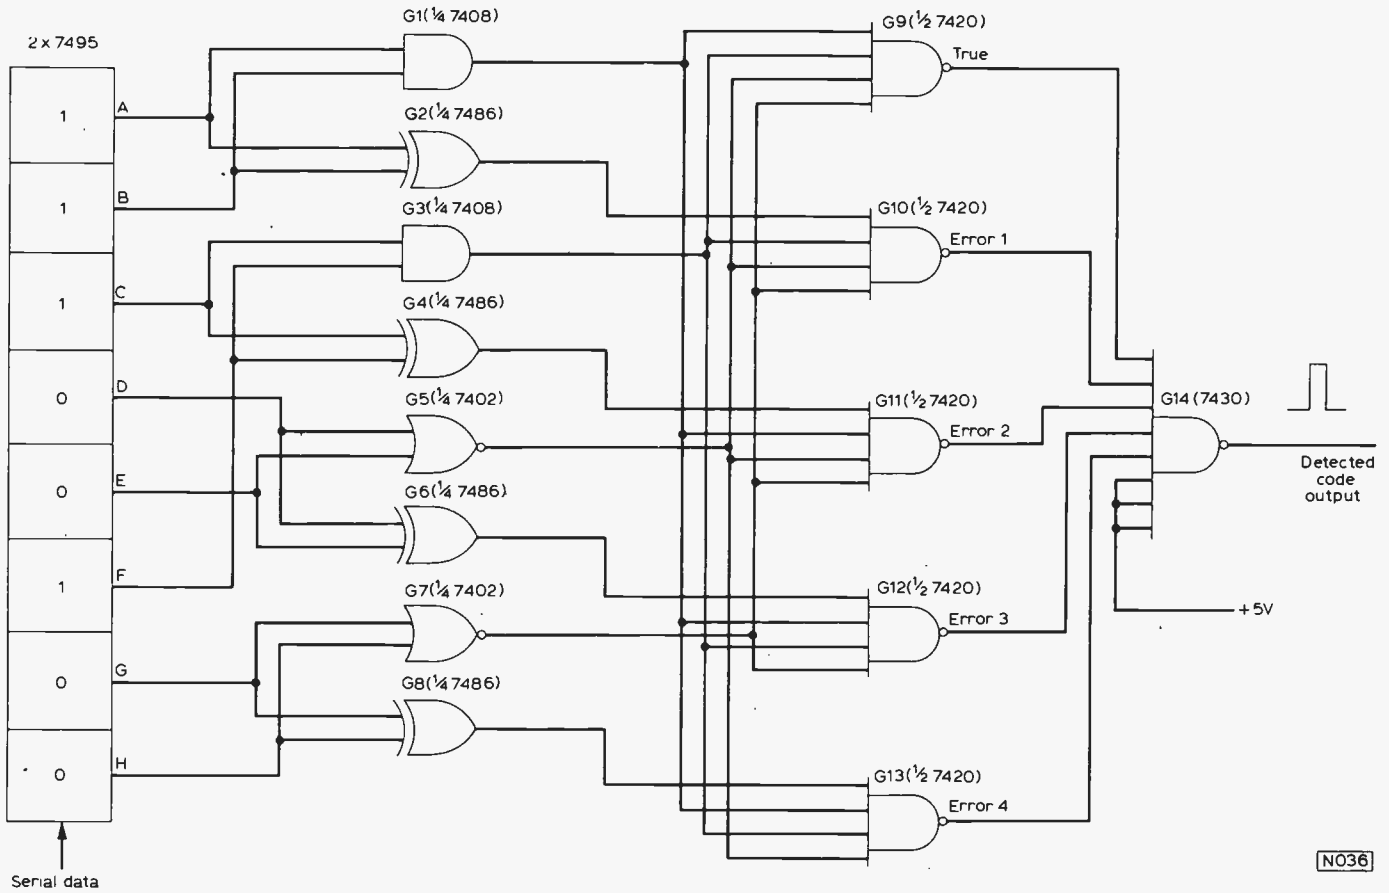 2 x 7495
1
A
1
B
1
C
0
D
0
E
1
F
0
G
0
H
Serial data
G1(¼ 7408)
G2(¼ 7486)
G3(¼ 7408)
G4(¼ 7486)
G5(¼ 7402)
G6(¼ 7486)
G7(¼ 7402)
G8(¼ 7486)
G9(½ 7420)
True
G10(½ 7420)
Error 1
G11(½ 7420)
Error 2
G12(½ 7420)
Error 3
G13(½ 7420)
Error 4
G14(7430)
Detected
code
output
+5V
N036